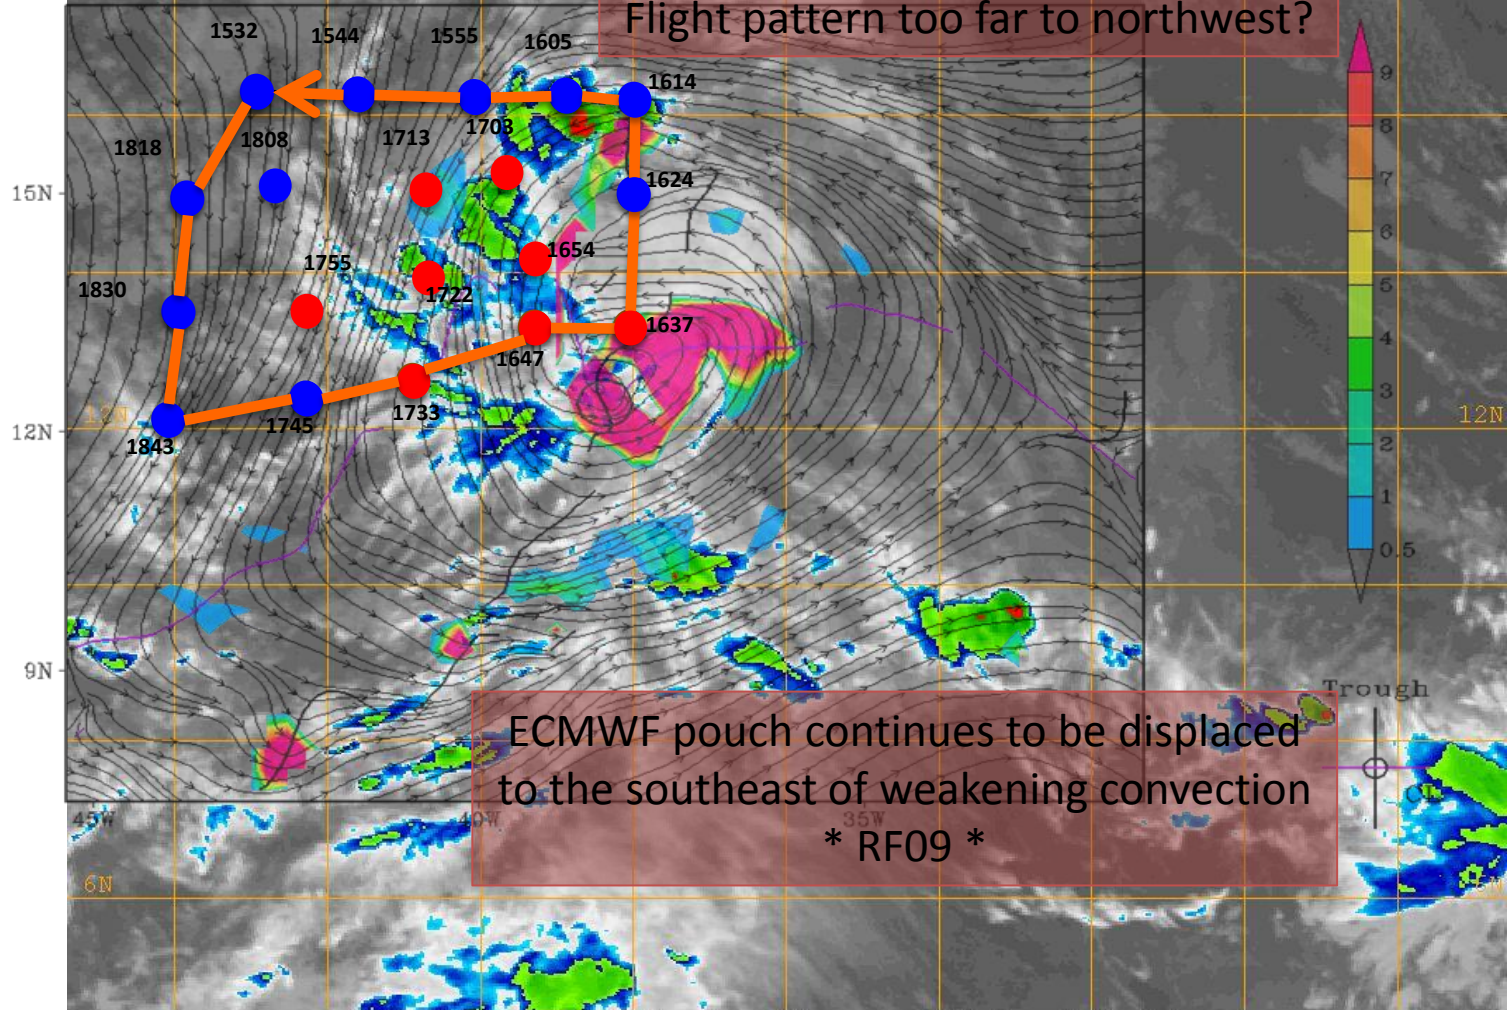 Flight pattern too far to northwest?
1532
1544
1555
1605
1614
1818
1808
1713
1703
15N
1624
1755
1654
1830
1722
1637
1647
1733
1745
12N
12N
12N
1843
9
8
7
6
5
4
3
2
1
0.5
9N
Trough
ECMWF pouch continues to be displaced
to the southeast of weakening convection
* RF09 *
45W
40W
35W
6N